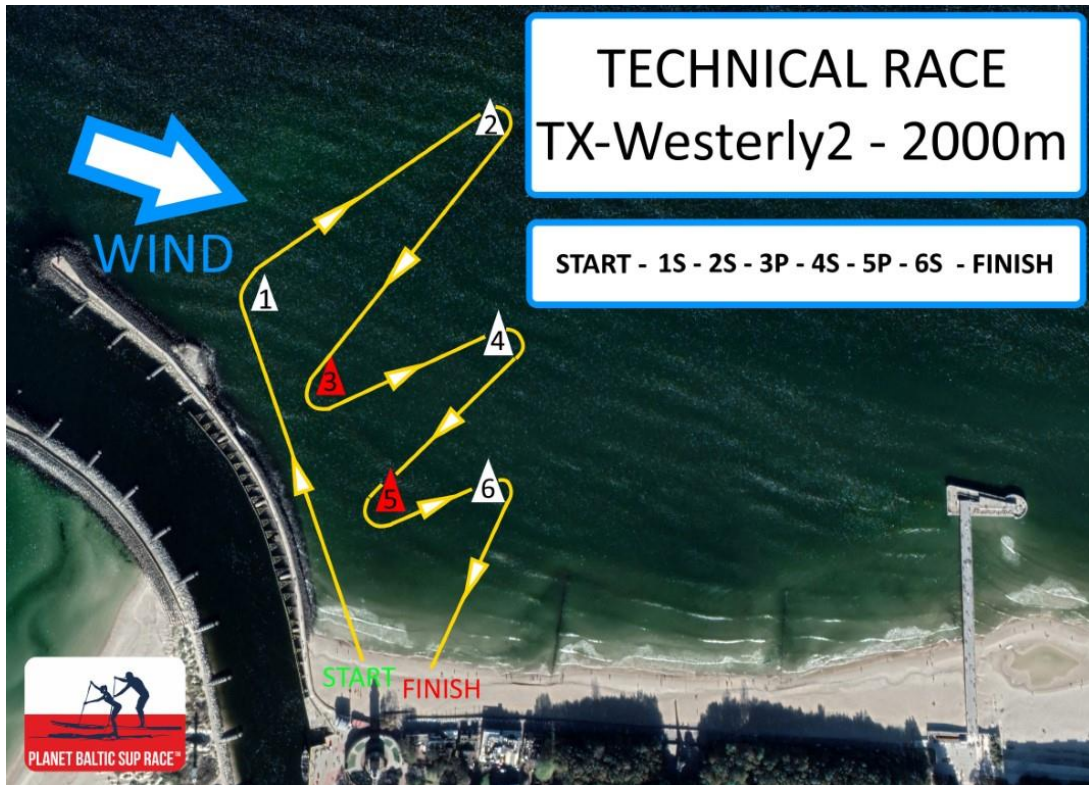 TECHNICAL RACE
TX-Westerly2 - 2000m
START - 1S - 2S - 3P - 4S - 5P - 6S - FINISH
WIND
2
1
4
3
6
5
START
FINISH
PLANET BALTIC SUP RACE™